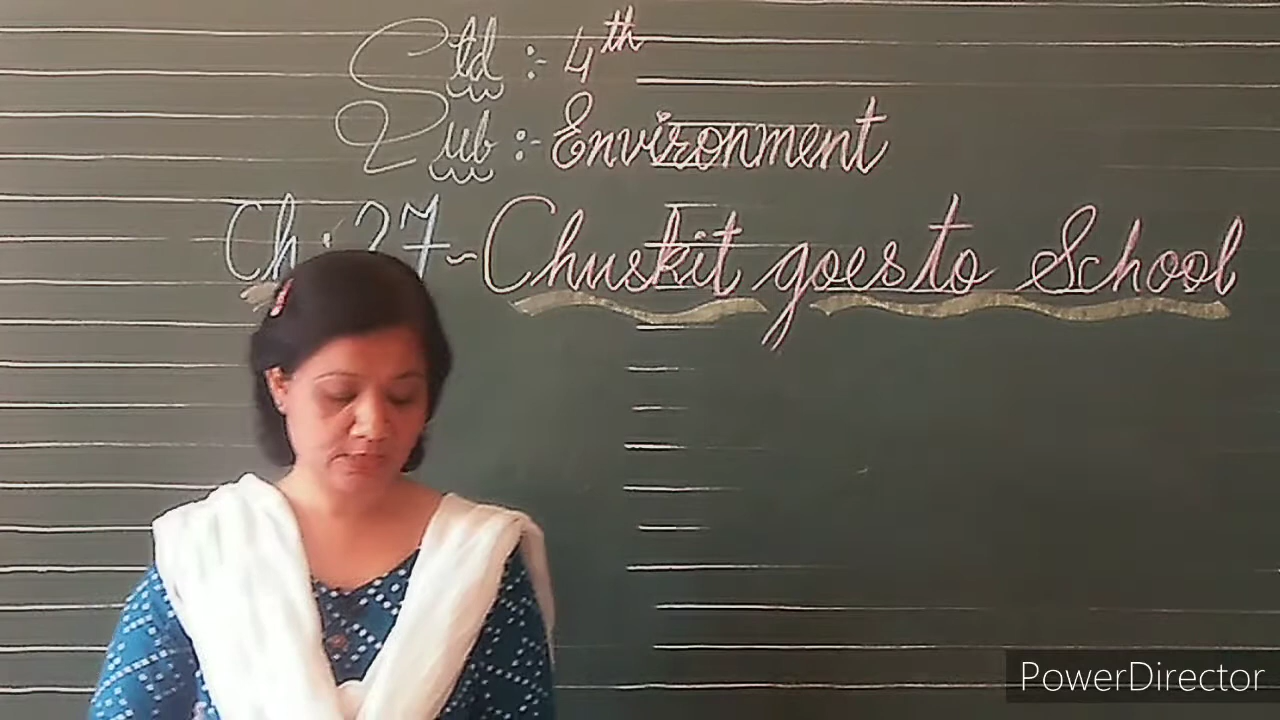 Std :- 4th
Sub :- Environment
Ch : 27 - Chuskit goes to School
PowerDirector